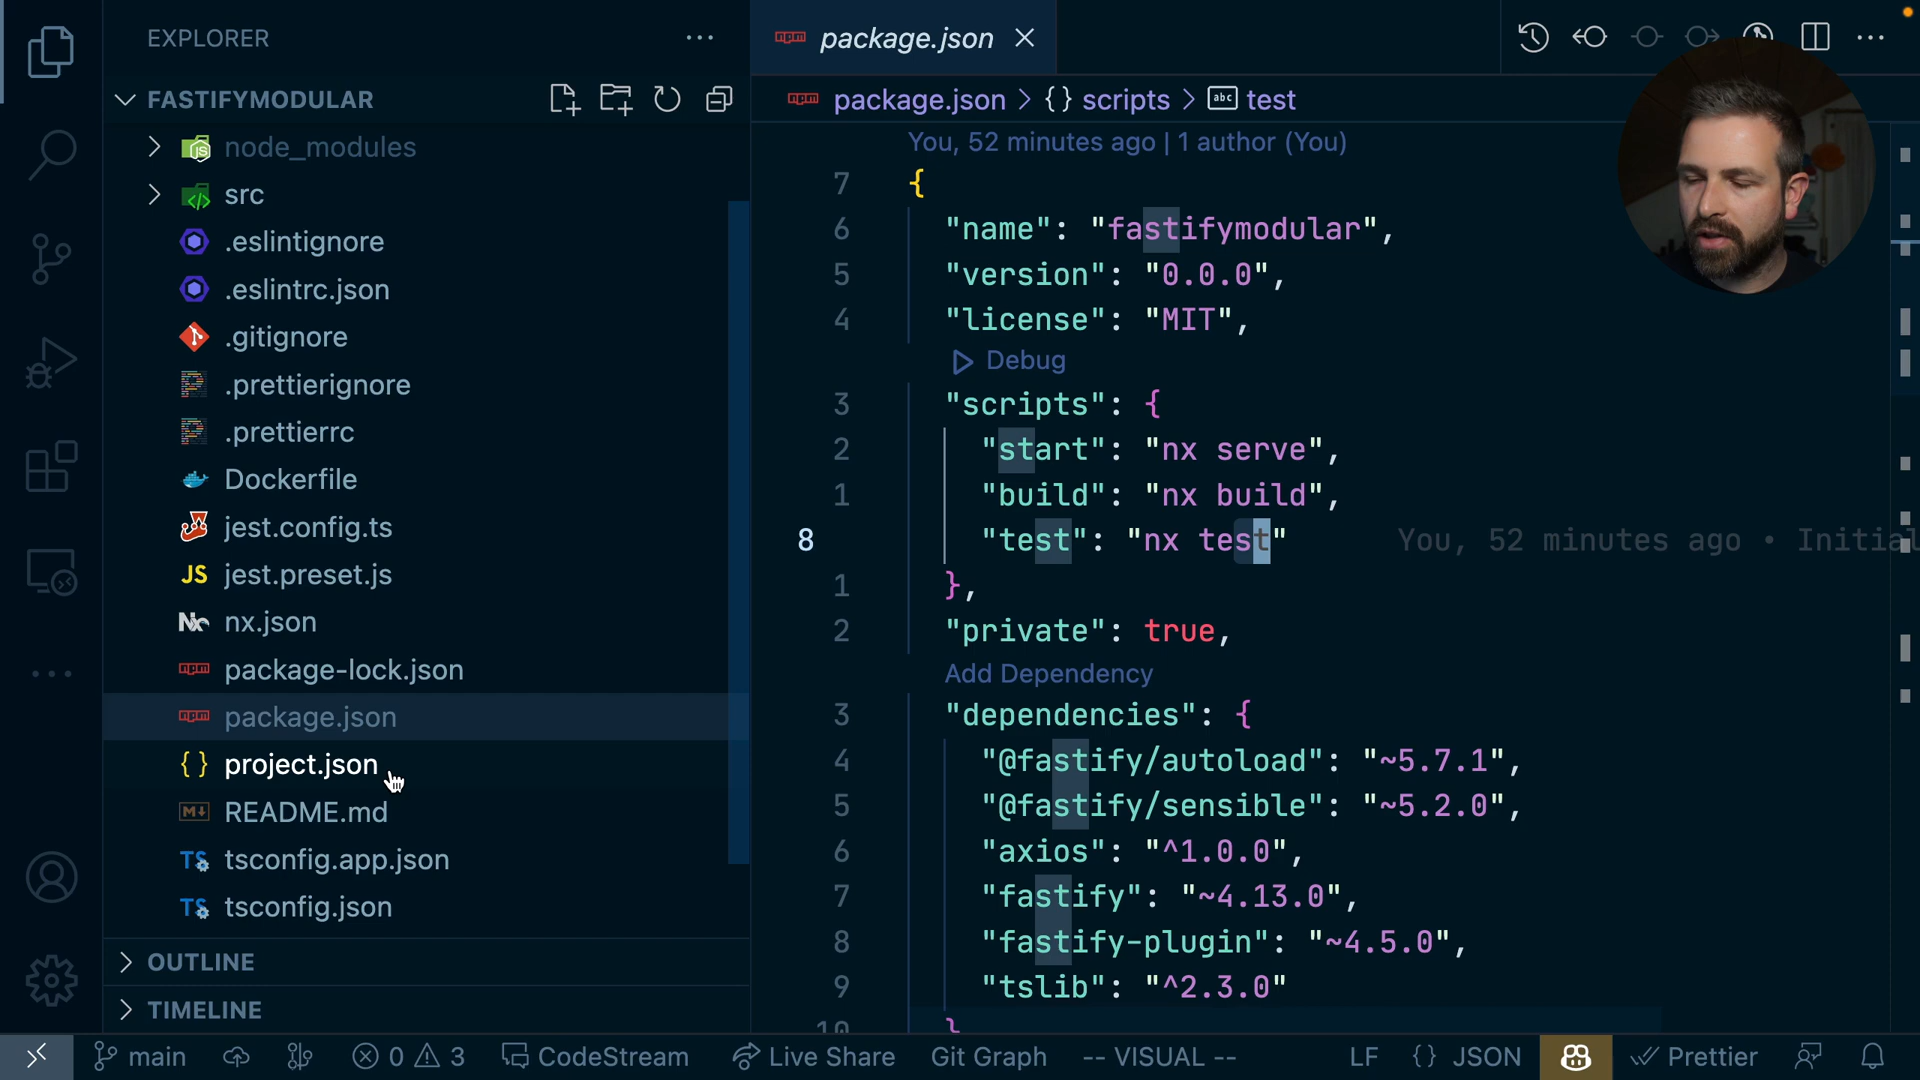 EXPLORER
FASTIFYMODULAR
node_modules
src
.eslintignore
.eslintrc.json
.gitignore
.prettierignore
.prettierrc
Dockerfile
jest.config.ts
JS jest.preset.js
nx.json
package-lock.json
package.json
{ } project.json
README.md
TS tsconfig.app.json
TS tsconfig.json
OUTLINE
TIMELINE
package.json
package.json > {} scripts > abc test
You, 52 minutes ago | 1 author (You)
7 {
6 "name": "fastifymodular",
5 "version": "0.0.0",
4 "license": "MIT",
Debug
3 "scripts": {
2 "start": "nx serve",
1 "build": "nx build",
8 "test": "nx test" You, 52 minutes ago • Initial
1 },
2 "private": true,
Add Dependency
3 "dependencies": {
4 "@fastify/autoload": "~5.7.1",
5 "@fastify/sensible": "~5.2.0",
6 "axios": "^1.0.0",
7 "fastify": "~4.13.0",
8 "fastify-plugin": "~4.5.0",
9 "tslib": "^2.3.0"
10 }
main 0 3 CodeStream Live Share Git Graph -- VISUAL -- LF {} JSON Prettier